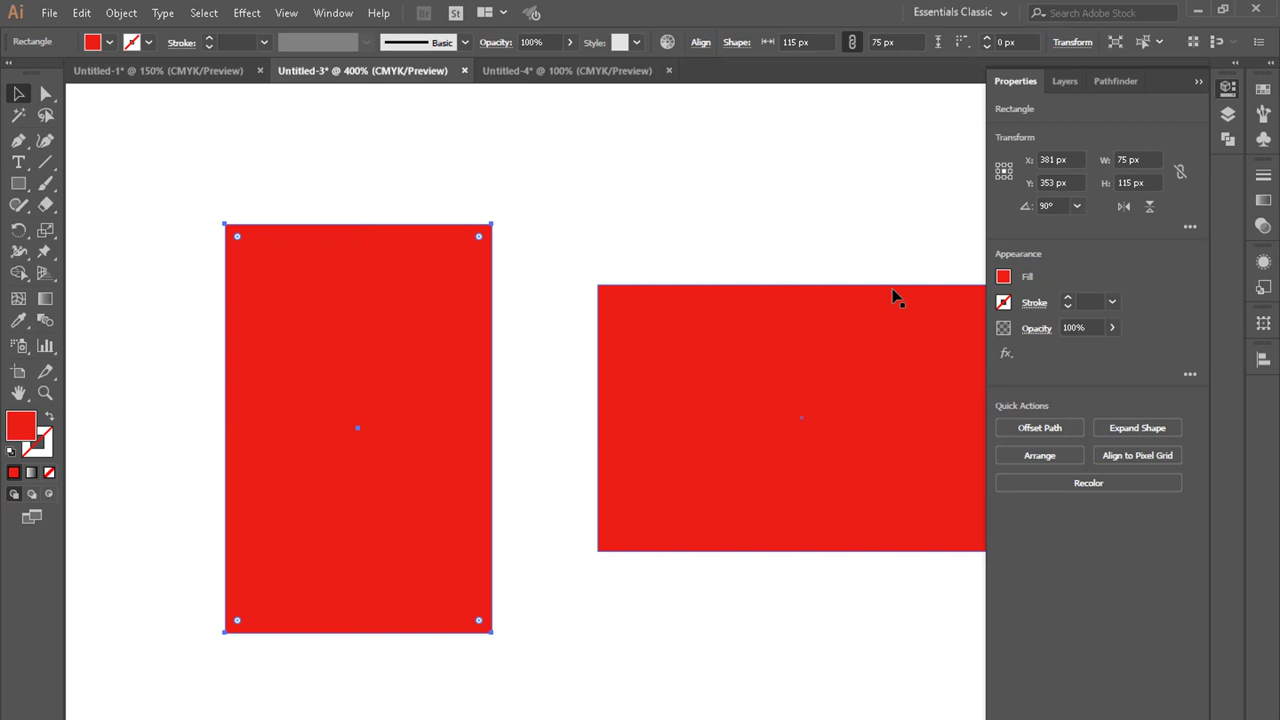 Ai File Edit Object Type Select Effect View Window Help Br St Essentials Classic Search Adobe Stock
Rectangle Stroke: Basic Opacity: 100% Style: Align Shape: 115 px 75 px 0 px Transform
Untitled-1* @ 150% (CMYK/Preview) × Untitled-3* @ 400% (CMYK/Preview) × Untitled-4* @ 100% (CMYK/Preview) ×
Properties Layers Pathfinder
Rectangle
Transform
X: 381 px W: 75 px
Y: 353 px H: 115 px
90°
Appearance
Fill
Stroke
Opacity 100%
fx.
Quick Actions
Offset Path Expand Shape
Arrange Align to Pixel Grid
Recolor